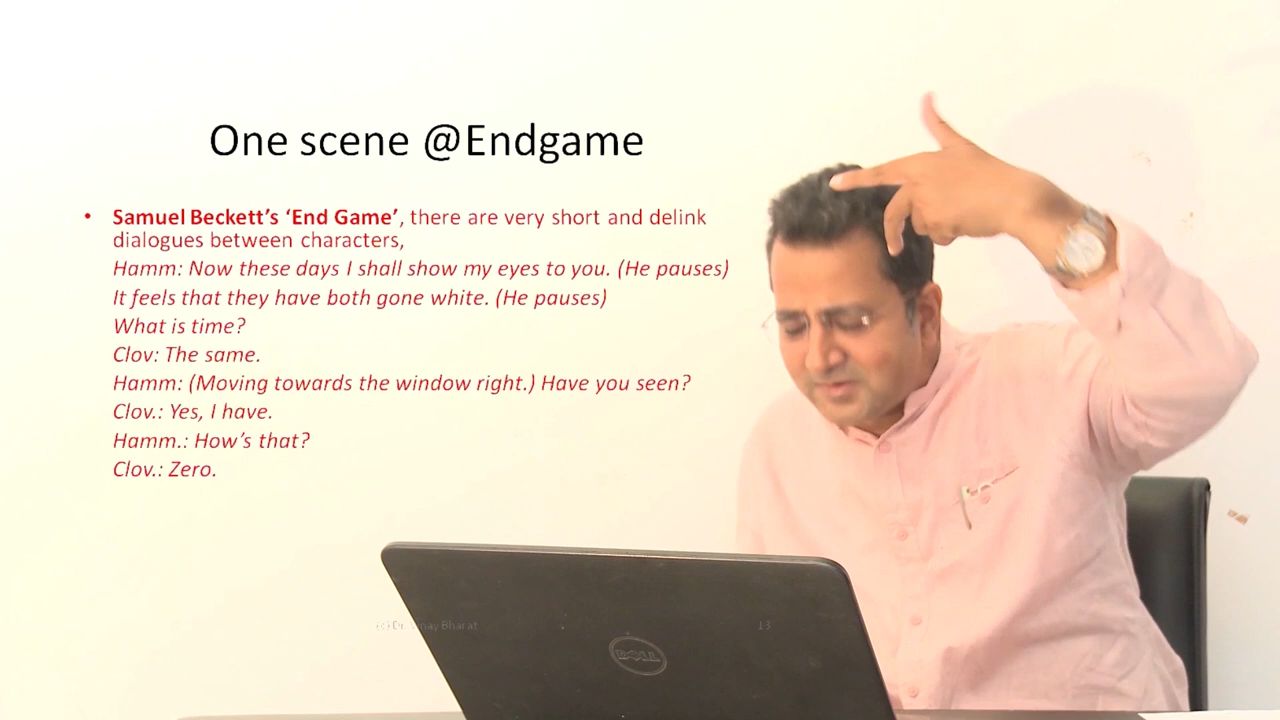 One scene @Endgame
• Samuel Beckett's 'End Game', there are very short and delink
dialogues between characters,
Hamm: Now these days I shall show my eyes to you. (He pauses)
It feels that they have both gone white. (He pauses)
What is time?
Clov: The same.
Hamm: (Moving towards the window right.) Have you seen?
Clov.: Yes, I have.
Hamm.: How's that?
Clov.: Zero.
(c) Dr. Bharat 13
DELL